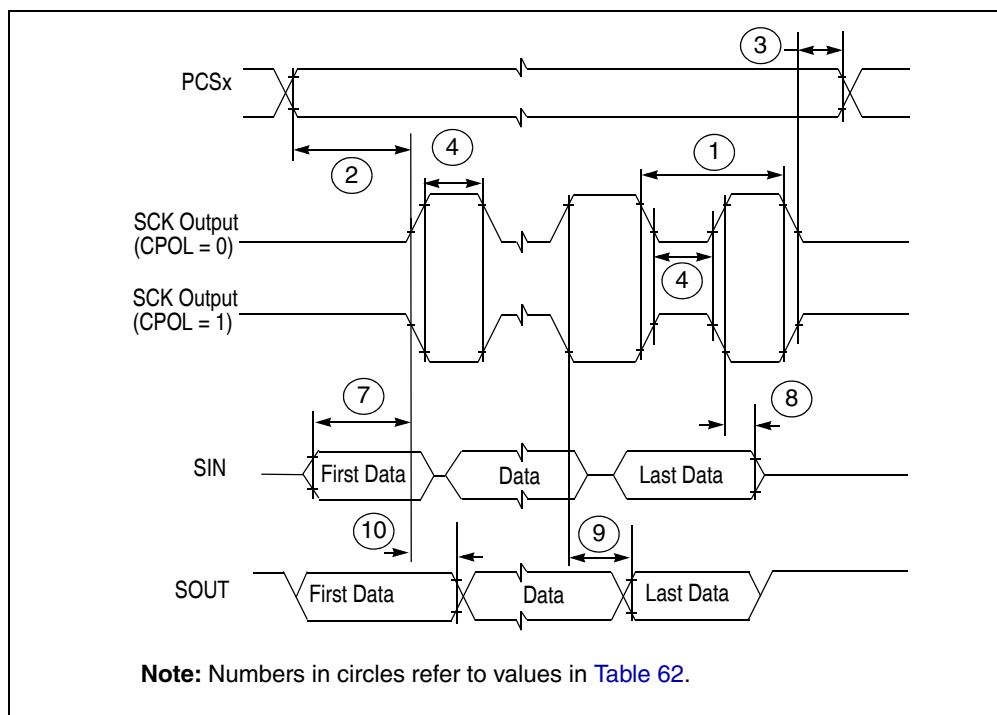 3
PCSx
2
4
1
SCK Output
(CPOL = 0)
4
SCK Output
(CPOL = 1)
7
8
SIN
First Data
Data
Last Data
10
9
SOUT
First Data
Data
Last Data
Note: Numbers in circles refer to values in Table 62.